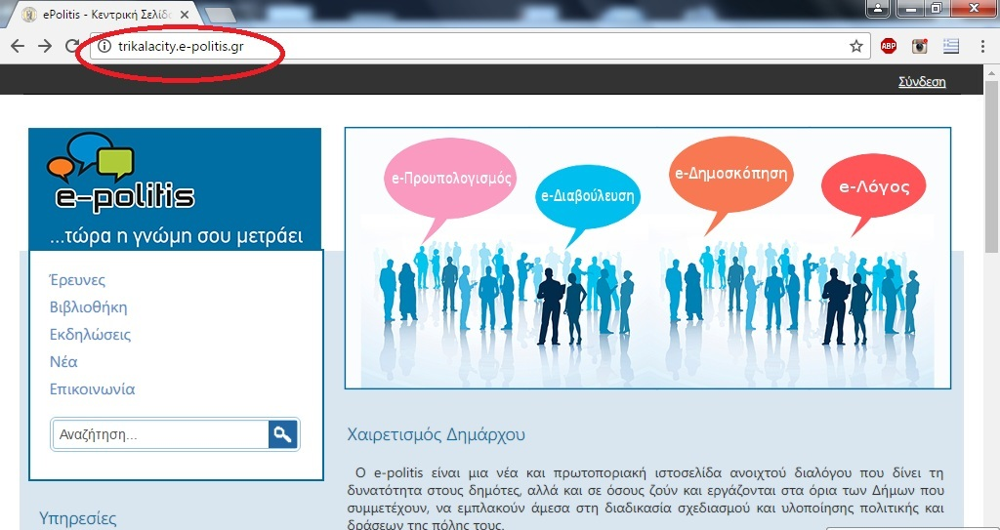 ePolitis - Κεντρική Σελίδα
trikalacity.e-politis.gr
ABP
Σύνδεση
e-politis
...τώρα η γνώμη σου μετράει
e-Προυπολογισμός
e-Διαβούλευση
e-Δημοσκόπηση
e-Λόγος
Έρευνες
Βιβλιοθήκη
Εκδηλώσεις
Νέα
Επικοινωνία
Αναζήτηση...
Υπηρεσίες
Χαιρετισμός Δημάρχου
Ο e-politis είναι μια νέα και πρωτοποριακή ιστοσελίδα ανοιχτού διαλόγου που δίνει τη
δυνατότητα στους δημότες, αλλά και σε όσους ζούν και εργάζονται στα όρια των Δήμων που
συμμετέχουν, να εμπλακούν άμεσα στη διαδικασία σχεδιασμού και υλοποίησης πολιτικής και
δράσεων της πόλης τους.